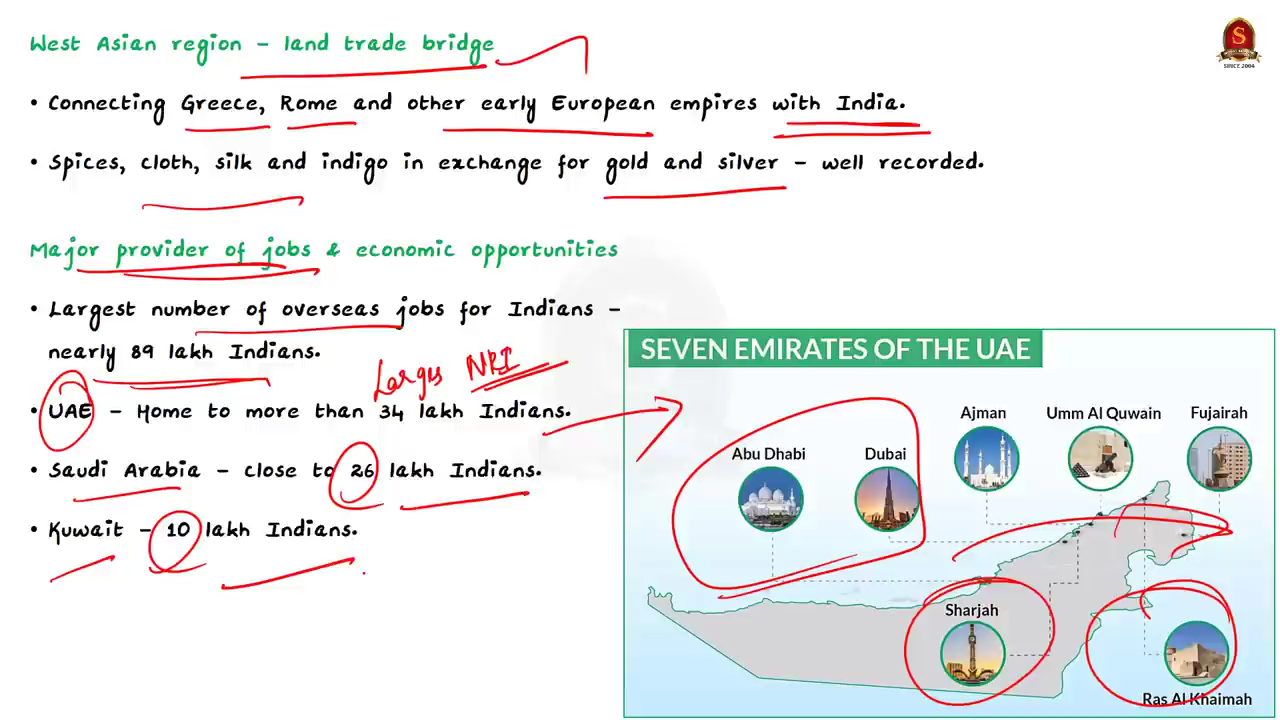 West Asian region – land trade bridge
• Connecting Greece, Rome and other early European empires with India.
• Spices, cloth, silk and indigo in exchange for gold and silver – well recorded.
Major provider of jobs & economic opportunities
• Largest number of overseas jobs for Indians –
nearly 89 lakh Indians.
Larges NRI
• UAE – Home to more than 34 lakh Indians.
• Saudi Arabia – close to 26 lakh Indians.
• Kuwait – 10 lakh Indians.
S
SINCE 2004
SEVEN EMIRATES OF THE UAE
Ajman
Umm Al Quwain
Fujairah
Abu Dhabi
Dubai
Sharjah
Ras Al Khaimah